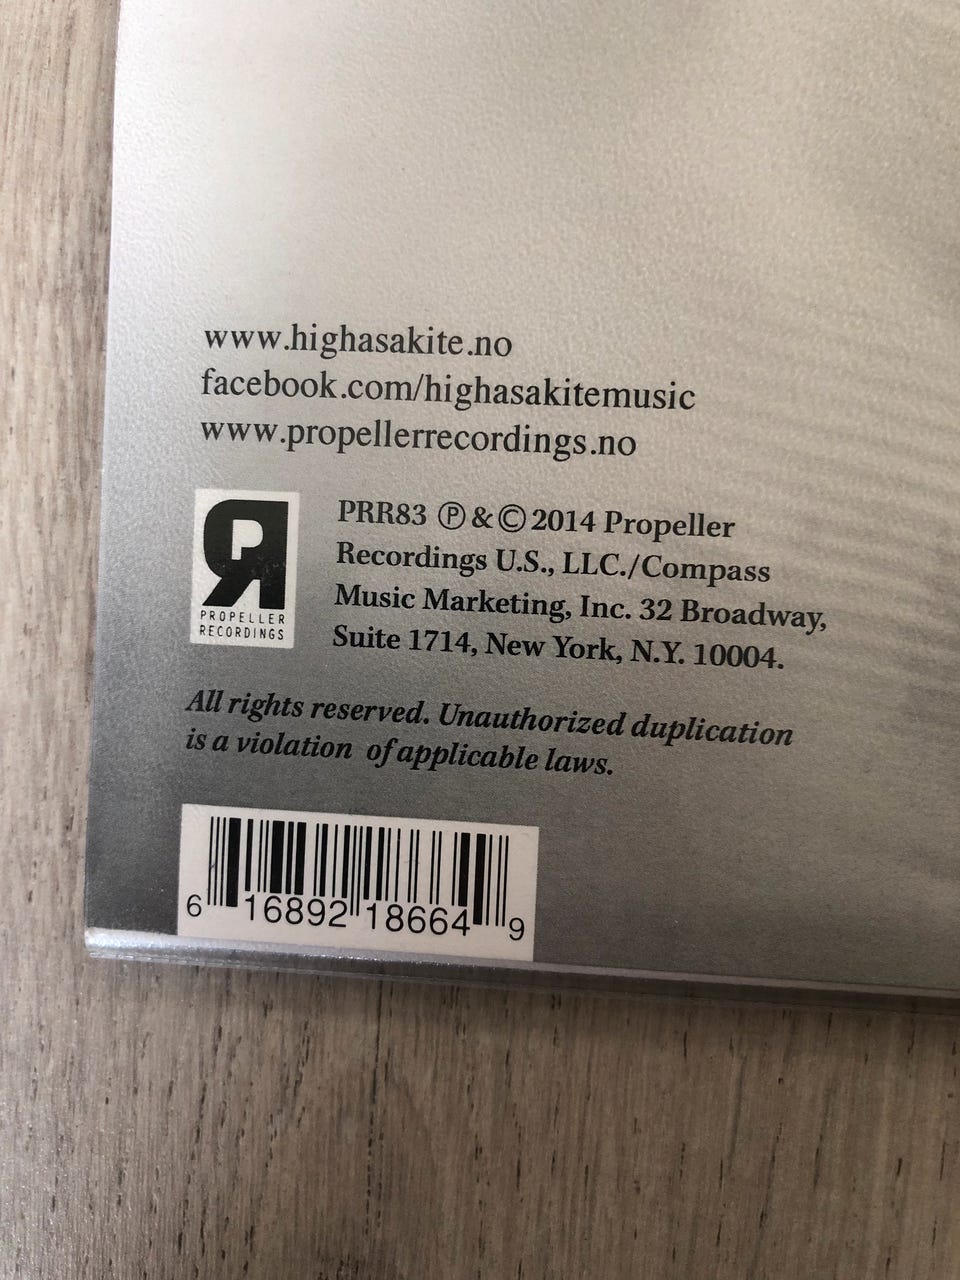 www.highasakite.no
facebook.com/highasakitemusic
www.propellerrecordings.no
PR
PROPELLER
RECORDINGS
PRR83 ℗ & © 2014 Propeller
Recordings U.S., LLC./Compass
Music Marketing, Inc. 32 Broadway,
Suite 1714, New York, N.Y. 10004.
All rights reserved. Unauthorized duplication
is a violation of applicable laws.
6 16892 18664 9